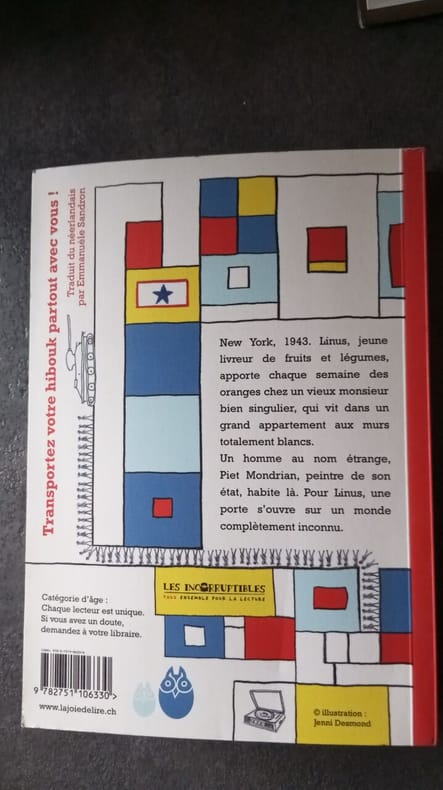 Transportez votre hibouk partout avec vous !
Traduit du néerlandais
par Emmanuèle Sandron
New York, 1943. Linus, jeune
livreur de fruits et légumes,
apporte chaque semaine des
oranges chez un vieux monsieur
bien singulier, qui vit dans un
grand appartement aux murs
totalement blancs.
Un homme au nom étrange,
Piet Mondrian, peintre de son
état, habite là. Pour Linus, une
porte s'ouvre sur un monde
complètement inconnu.
LES INCORRUPTIBLES
TOUS ENSEMBLE POUR LA LECTURE
Catégorie d'âge :
Chaque lecteur est unique.
Si vous avez un doute,
demandez à votre libraire.
9 782751 106330 >
www.lajoiedelire.ch
© illustration :
Jenni Desmond